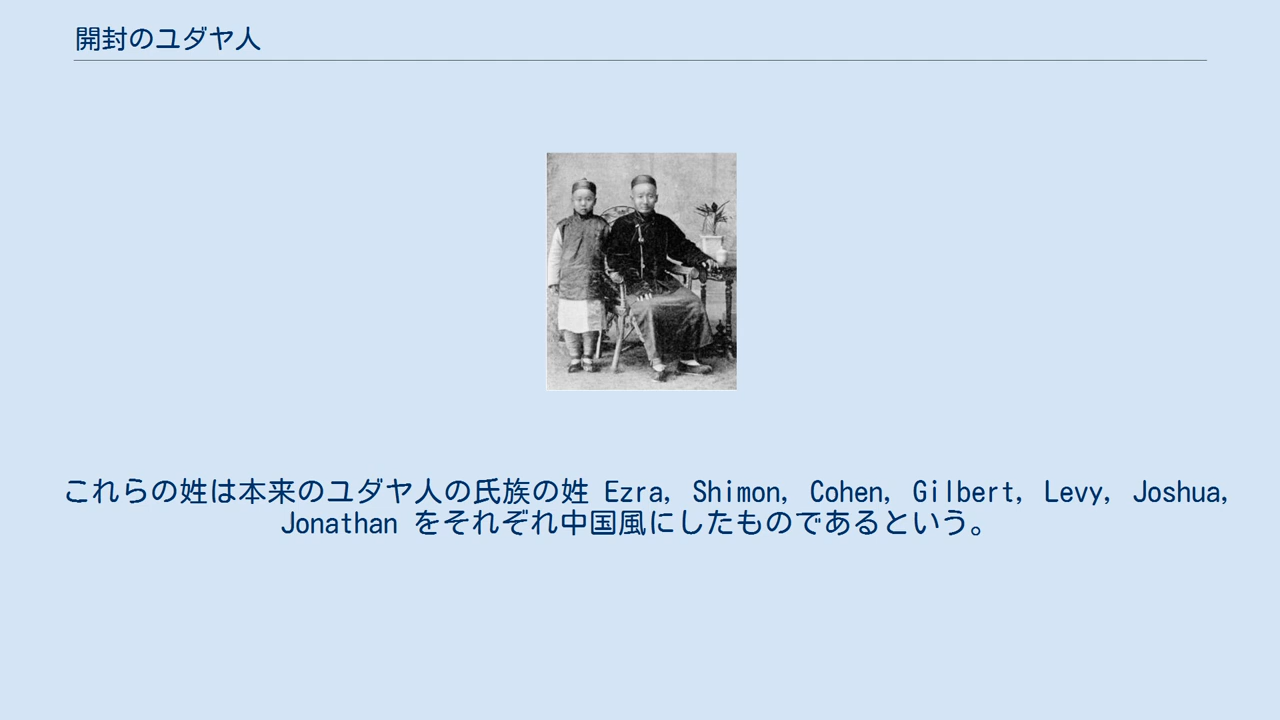 開封のユダヤ人
これらの姓は本来のユダヤ人の氏族の姓 Ezra, Shimon, Cohen, Gilbert, Levy, Joshua,
Jonathan をそれぞれ中国風にしたものであるという。